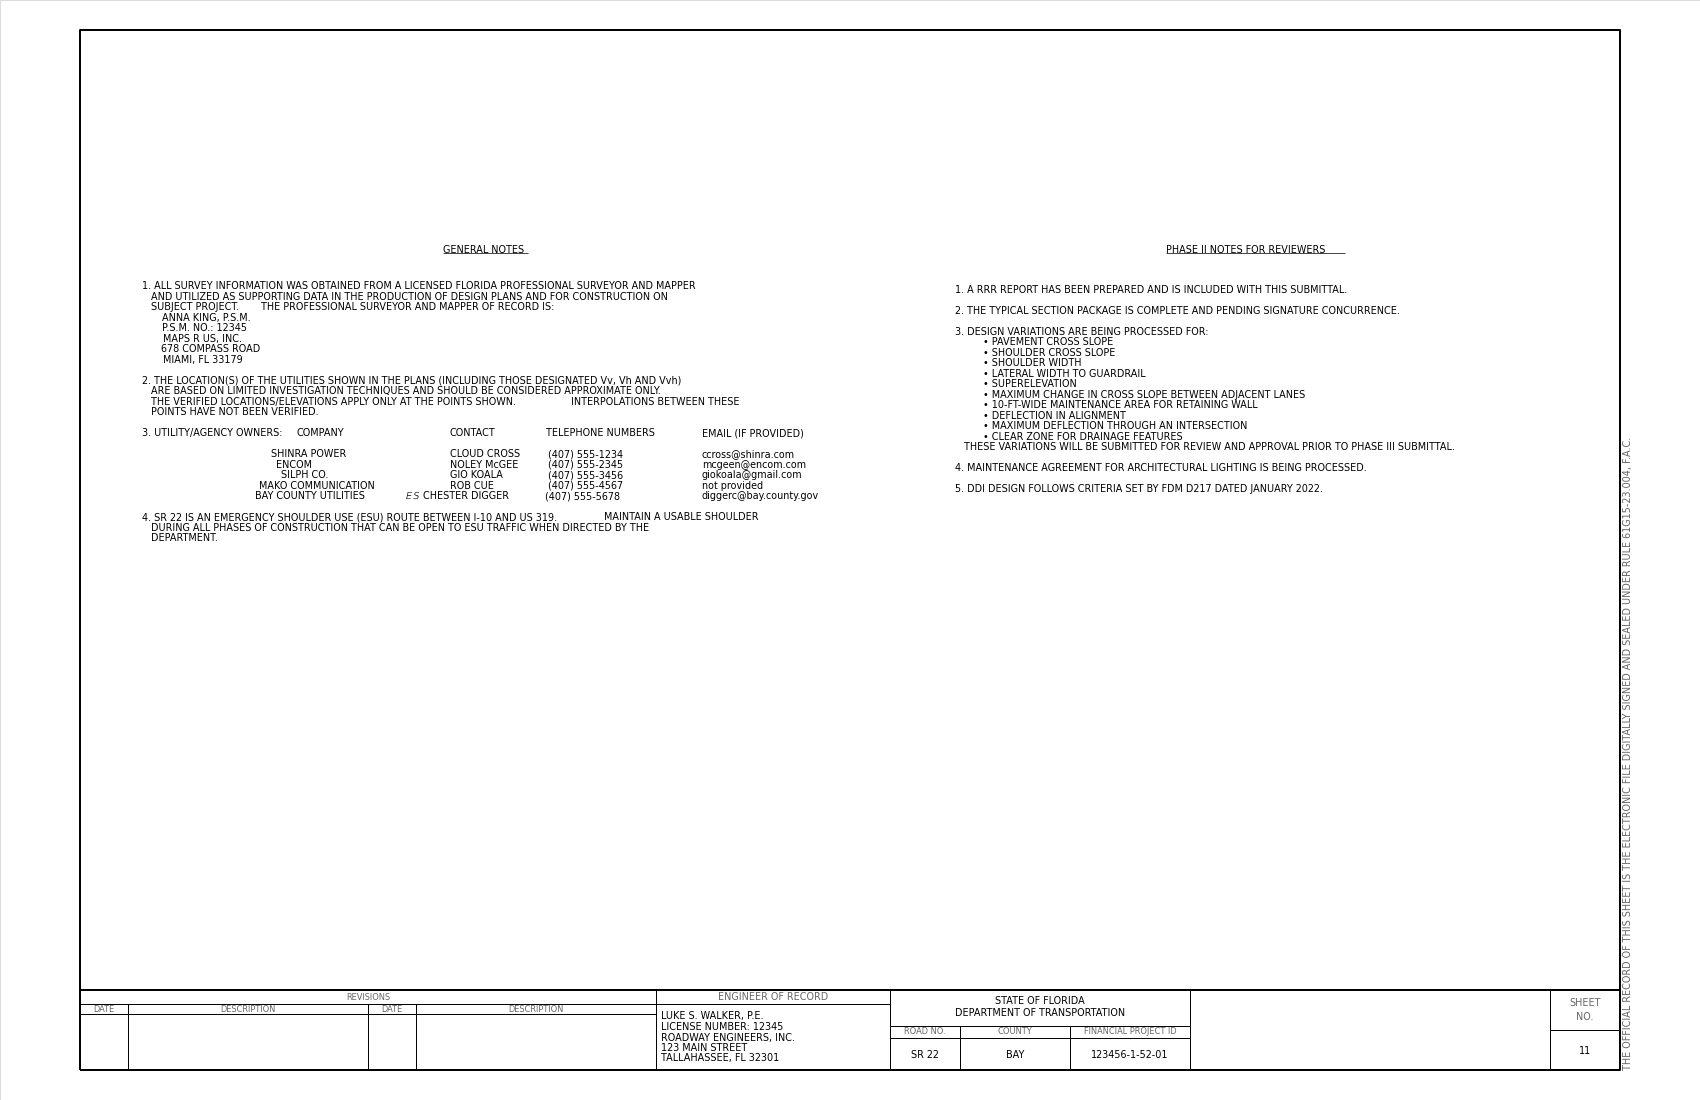 GENERAL NOTES
1. ALL SURVEY INFORMATION WAS OBTAINED FROM A LICENSED FLORIDA PROFESSIONAL SURVEYOR AND MAPPER
AND UTILIZED AS SUPPORTING DATA IN THE PRODUCTION OF DESIGN PLANS AND FOR CONSTRUCTION ON
SUBJECT PROJECT. THE PROFESSIONAL SURVEYOR AND MAPPER OF RECORD IS:
ANNA KING, P.S.M.
P.S.M. NO.: 12345
MAPS R US, INC.
678 COMPASS ROAD
MIAMI, FL 33179
2. THE LOCATION(S) OF THE UTILITIES SHOWN IN THE PLANS (INCLUDING THOSE DESIGNATED Vv, Vh AND Vvh)
ARE BASED ON LIMITED INVESTIGATION TECHNIQUES AND SHOULD BE CONSIDERED APPROXIMATE ONLY.
THE VERIFIED LOCATIONS/ELEVATIONS APPLY ONLY AT THE POINTS SHOWN. INTERPOLATIONS BETWEEN THESE
POINTS HAVE NOT BEEN VERIFIED.
3. UTILITY/AGENCY OWNERS: COMPANY CONTACT TELEPHONE NUMBERS EMAIL (IF PROVIDED)
SHINRA POWER CLOUD CROSS (407) 555-1234 ccross@shinra.com
ENCOM NOLEY McGEE (407) 555-2345 mcgeen@encom.com
SILPH CO. GIO KOALA (407) 555-3456 giokoala@gmail.com
MAKO COMMUNICATION ROB CUE (407) 555-4567 not provided
BAY COUNTY UTILITIES E S CHESTER DIGGER (407) 555-5678 diggerc@bay.county.gov
4. SR 22 IS AN EMERGENCY SHOULDER USE (ESU) ROUTE BETWEEN I-10 AND US 319. MAINTAIN A USABLE SHOULDER
DURING ALL PHASES OF CONSTRUCTION THAT CAN BE OPEN TO ESU TRAFFIC WHEN DIRECTED BY THE
DEPARTMENT.
PHASE II NOTES FOR REVIEWERS
1. A RRR REPORT HAS BEEN PREPARED AND IS INCLUDED WITH THIS SUBMITTAL.
2. THE TYPICAL SECTION PACKAGE IS COMPLETE AND PENDING SIGNATURE CONCURRENCE.
3. DESIGN VARIATIONS ARE BEING PROCESSED FOR:
• PAVEMENT CROSS SLOPE
• SHOULDER CROSS SLOPE
• SHOULDER WIDTH
• LATERAL WIDTH TO GUARDRAIL
• SUPERELEVATION
• MAXIMUM CHANGE IN CROSS SLOPE BETWEEN ADJACENT LANES
• 10-FT-WIDE MAINTENANCE AREA FOR RETAINING WALL
• DEFLECTION IN ALIGNMENT
• MAXIMUM DEFLECTION THROUGH AN INTERSECTION
• CLEAR ZONE FOR DRAINAGE FEATURES
THESE VARIATIONS WILL BE SUBMITTED FOR REVIEW AND APPROVAL PRIOR TO PHASE III SUBMITTAL.
4. MAINTENANCE AGREEMENT FOR ARCHITECTURAL LIGHTING IS BEING PROCESSED.
5. DDI DESIGN FOLLOWS CRITERIA SET BY FDM D217 DATED JANUARY 2022.
THE OFFICIAL RECORD OF THIS SHEET IS THE ELECTRONIC FILE DIGITALLY SIGNED AND SEALED UNDER RULE 61G15-23.004, F.A.C.
REVISIONS
DATE DESCRIPTION DATE DESCRIPTION
ENGINEER OF RECORD
LUKE S. WALKER, P.E.
LICENSE NUMBER: 12345
ROADWAY ENGINEERS, INC.
123 MAIN STREET
TALLAHASSEE, FL 32301
STATE OF FLORIDA
DEPARTMENT OF TRANSPORTATION
ROAD NO. COUNTY FINANCIAL PROJECT ID
SR 22 BAY 123456-1-52-01
SHEET
NO.
11